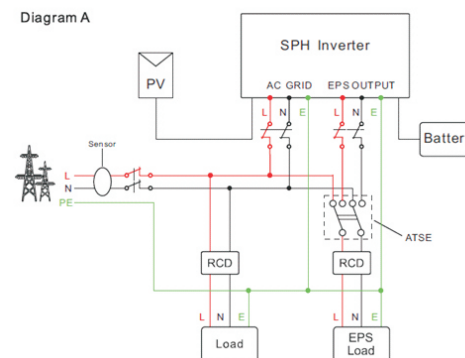 Diagram A
SPH Inverter
PV
AC GRID
EPS OUTPUT
L N E
L N E
Batter
Sensor
L
N
PE
ATSE
RCD
RCD
L N E
L N E
Load
EPS
Load